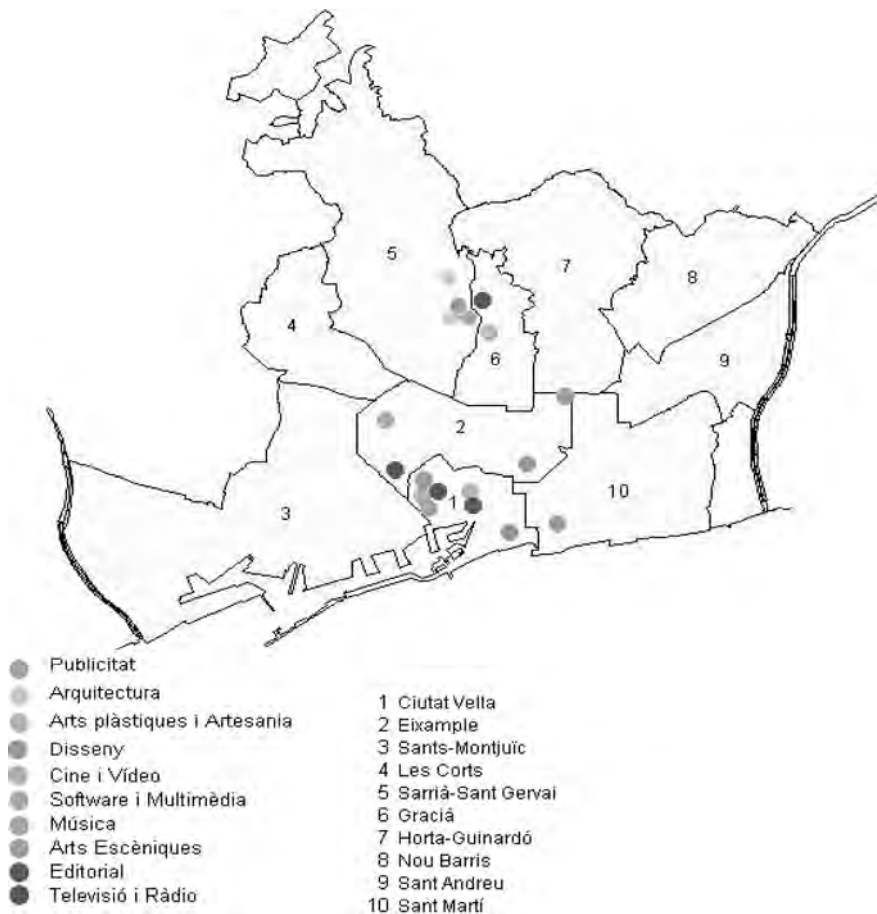 5
7
8
4
6
9
2
10
1
3
Publicitat
Arquitectura
Arts plàstiques i Artesania
Disseny
Cine i Vídeo
Software i Multimèdia
Música
Arts Escèniques
Editorial
Televisió i Ràdio
1 Ciutat Vella
2 Eixample
3 Sants-Montjuïc
4 Les Corts
5 Sarrià-Sant Gervai
6 Gracià
7 Horta-Guinardó
8 Nou Barris
9 Sant Andreu
10 Sant Martí